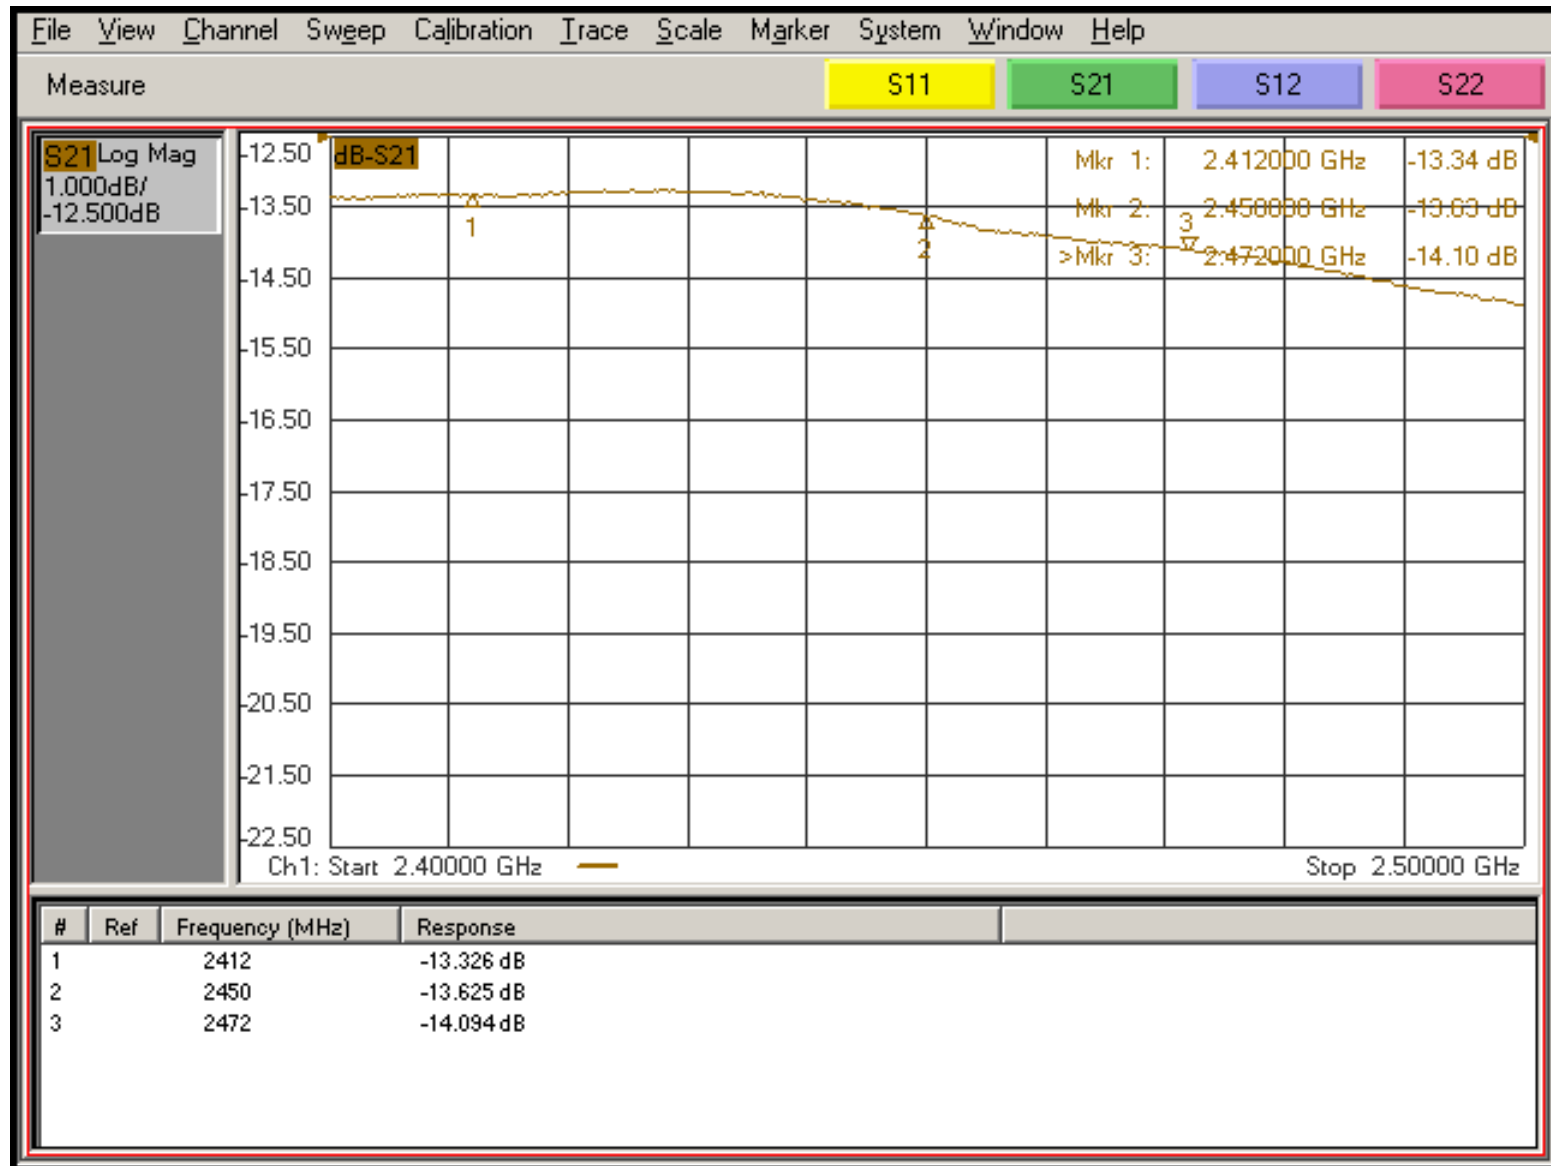 File View Channel Sweep Calibration Trace Scale Marker System Window Help
Measure S11 S21 S12 S22
S21 Log Mag
1.000dB/
-12.500dB
dB-S21
-12.50
-13.50
-14.50
-15.50
-16.50
-17.50
-18.50
-19.50
-20.50
-21.50
-22.50
Mkr 1: 2.412000 GHz -13.34 dB
Mkr 2: 2.450000 GHz -13.63 dB
>Mkr 3: 2.472000 GHz -14.10 dB
1
2
3
Ch1: Start 2.40000 GHz Stop 2.50000 GHz
# Ref Frequency (MHz) Response
1 2412 -13.326 dB
2 2450 -13.625 dB
3 2472 -14.094 dB